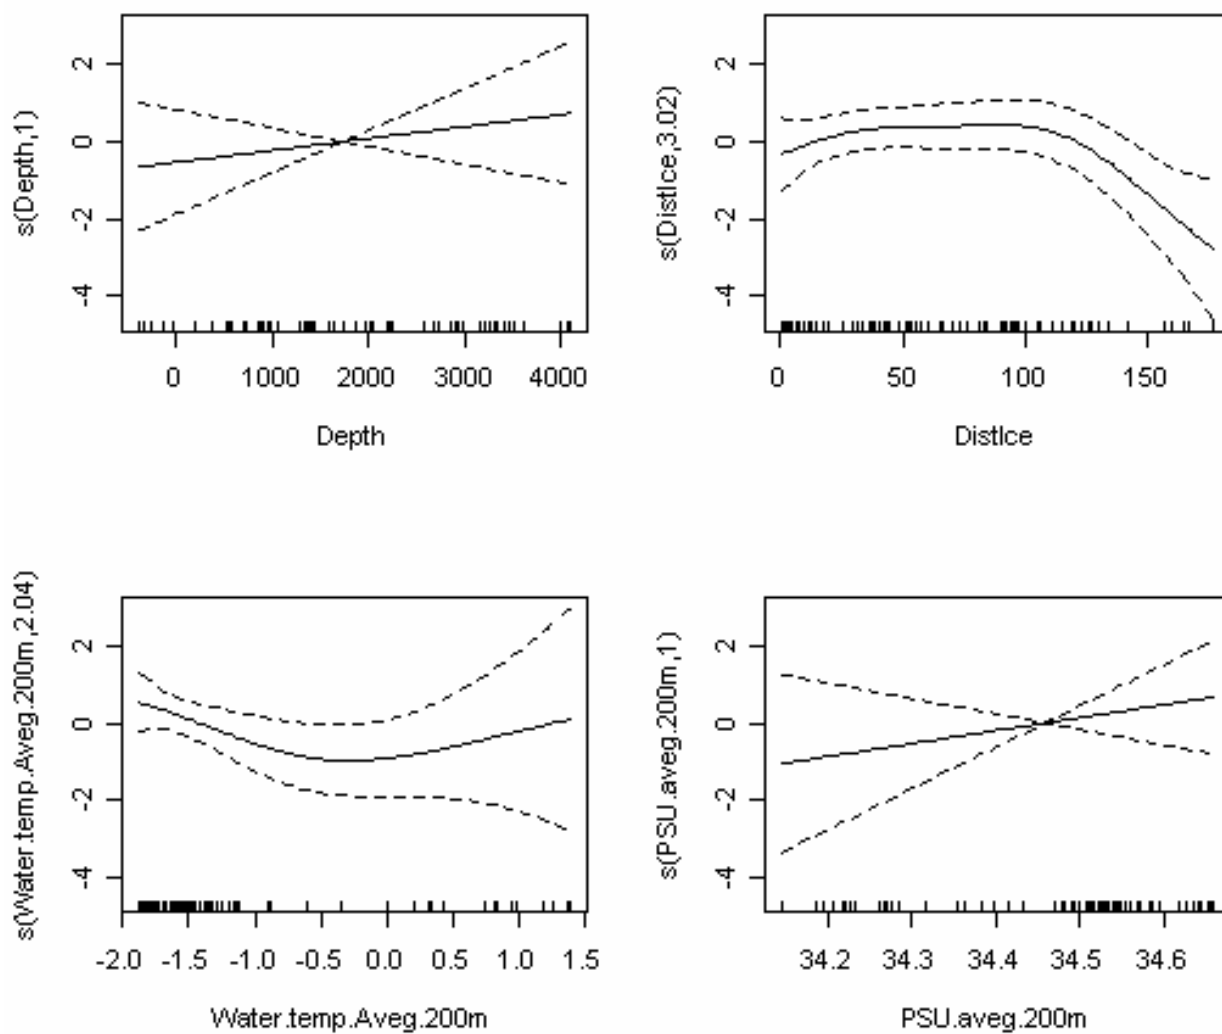 s(Depth,1)
2
0
-2
-4
0 1000 2000 3000 4000
Depth
s(DistIce,3.02)
2
0
-2
-4
0 50 100 150
DistIce
s(Water.temp.Aveg.200m,2.04)
2
0
-2
-4
-2.0 -1.5 -1.0 -0.5 0.0 0.5 1.0 1.5
Water.temp.Aveg.200m
s(PSU.aveg.200m,1)
2
0
-2
-4
34.2 34.3 34.4 34.5 34.6
PSU.aveg.200m